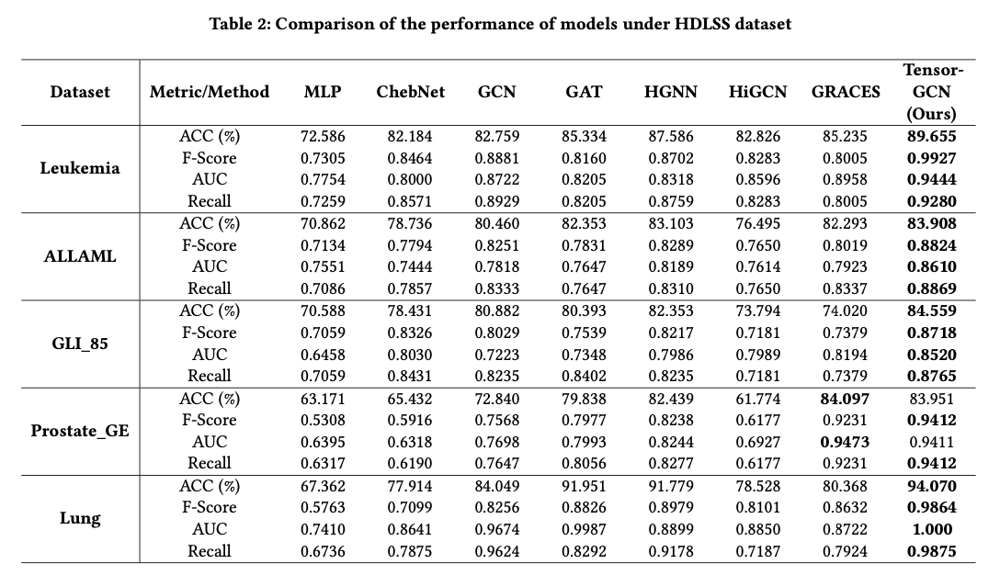 Table 2: Comparison of the performance of models under HDLSS dataset
Dataset Metric/Method MLP ChebNet GCN GAT HGNN HiGCN GRACES Tensor-GCN (Ours)
Leukemia
ACC (%) 72.586 82.184 82.759 85.334 87.586 82.826 85.235 89.655
F-Score 0.7305 0.8464 0.8881 0.8160 0.8702 0.8283 0.8005 0.9927
AUC 0.7754 0.8000 0.8722 0.8205 0.8318 0.8596 0.8958 0.9444
Recall 0.7259 0.8571 0.8929 0.8205 0.8759 0.8283 0.8005 0.9280
ALLAML
ACC (%) 70.862 78.736 80.460 82.353 83.103 76.495 82.293 83.908
F-Score 0.7134 0.7794 0.8251 0.7831 0.8289 0.7650 0.8019 0.8824
AUC 0.7551 0.7444 0.7818 0.7647 0.8189 0.7614 0.7923 0.8610
Recall 0.7086 0.7857 0.8333 0.7647 0.8310 0.7650 0.8337 0.8869
GLI_85
ACC (%) 70.588 78.431 80.882 80.393 82.353 73.794 74.020 84.559
F-Score 0.7059 0.8326 0.8029 0.7539 0.8217 0.7181 0.7379 0.8718
AUC 0.6458 0.8030 0.7223 0.7348 0.7986 0.7989 0.8194 0.8520
Recall 0.7059 0.8431 0.8235 0.8402 0.8235 0.7181 0.7379 0.8765
Prostate_GE
ACC (%) 63.171 65.432 72.840 79.838 82.439 61.774 84.097 83.951
F-Score 0.5308 0.5916 0.7568 0.7977 0.8238 0.6177 0.9231 0.9412
AUC 0.6395 0.6318 0.7698 0.7993 0.8244 0.6927 0.9473 0.9411
Recall 0.6317 0.6190 0.7647 0.8056 0.8277 0.6177 0.9231 0.9412
Lung
ACC (%) 67.362 77.914 84.049 91.951 91.779 78.528 80.368 94.070
F-Score 0.5763 0.7099 0.8256 0.8826 0.8979 0.8101 0.8632 0.9864
AUC 0.7410 0.8641 0.9674 0.9987 0.8899 0.8850 0.8722 1.000
Recall 0.6736 0.7875 0.9624 0.8292 0.9178 0.7187 0.7924 0.9875